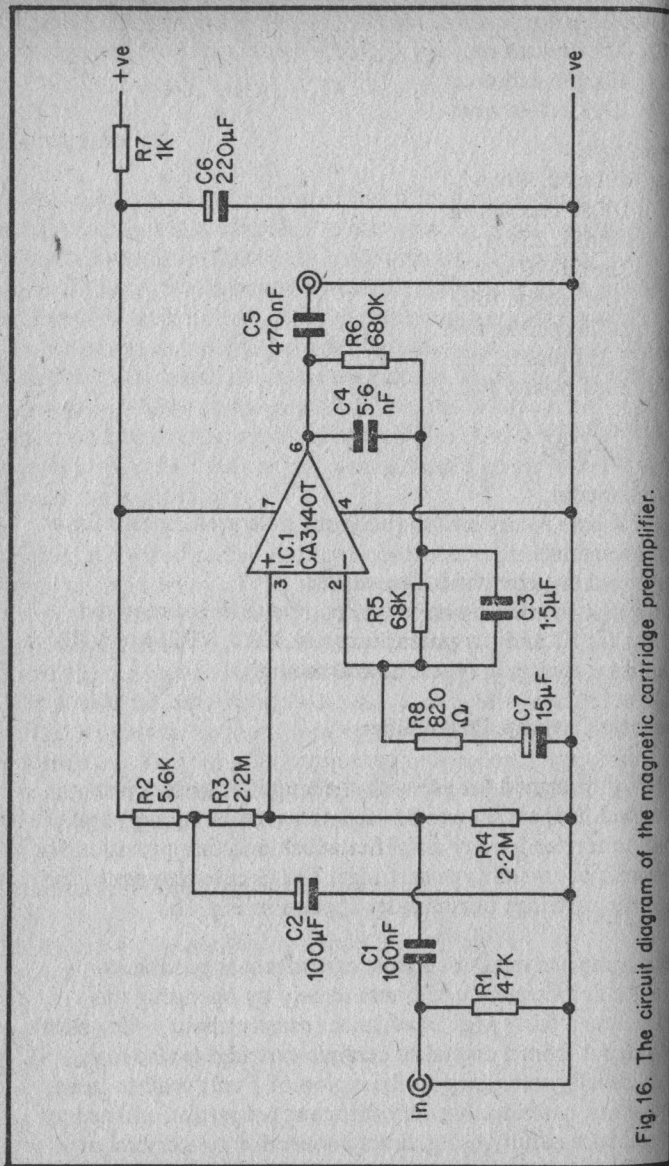 +ve
R7
1K
C6
220µF
R2
5·6K
R3
2·2M
C2
100µF
C1
100nF
In
R1
47K
R4
2·2M
3
+
I.C.1
CA3140T
−
2
7
4
6
C5
470nF
R6
680K
C4
5·6
nF
R5
68K
C3
1·5µF
R8
820
Ω
C7
15µF
−ve
Fig.16. The circuit diagram of the magnetic cartridge preamplifier.